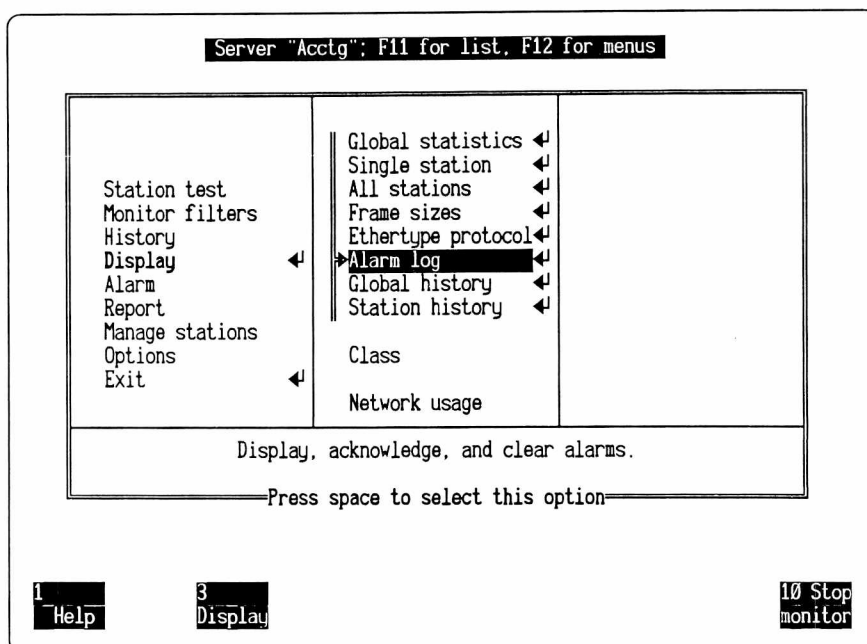 Server "Acctg"; F11 for list, F12 for menus
Station test
Monitor filters
History
Display
Alarm
Report
Manage stations
Options
Exit
Global statistics
Single station
All stations
Frame sizes
Ethertype protocol
Alarm log
Global history
Station history
Class
Network usage
Display, acknowledge, and clear alarms.
Press space to select this option
1
Help
3
Display
10 Stop
monitor